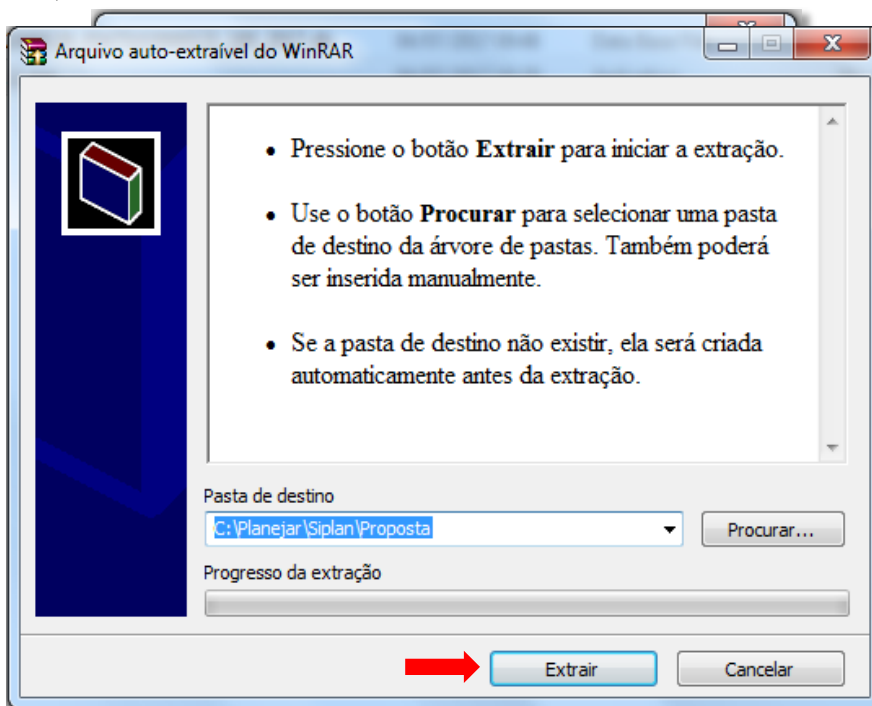 Arquivo auto-extraível do WinRAR
• Pressione o botão Extrair para iniciar a extração.
• Use o botão Procurar para selecionar uma pasta
de destino da árvore de pastas. Também poderá
ser inserida manualmente.
• Se a pasta de destino não existir, ela será criada
automaticamente antes da extração.
Pasta de destino
C:\Planejar\Siplan\Proposta
Procurar...
Progresso da extração
Extrair
Cancelar